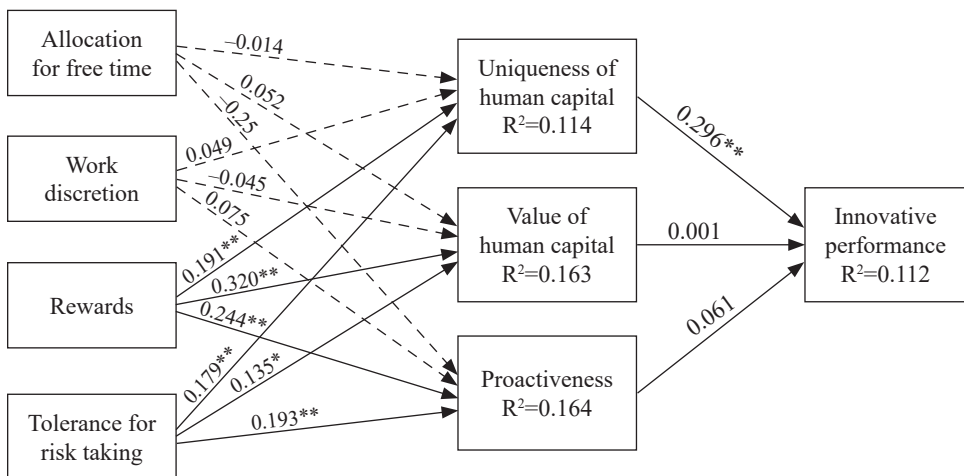 Allocation
for free time
Work
discretion
Rewards
Tolerance for
risk taking
–0.014
0.052
–0.25
0.049
–0.045
0.075
0.191**
0.320**
0.244**
0.179**
0.135*
0.193**
Uniqueness of
human capital
R²=0.114
Value of
human capital
R²=0.163
Proactiveness
R²=0.164
0.296**
0.001
0.061
Innovative
performance
R²=0.112